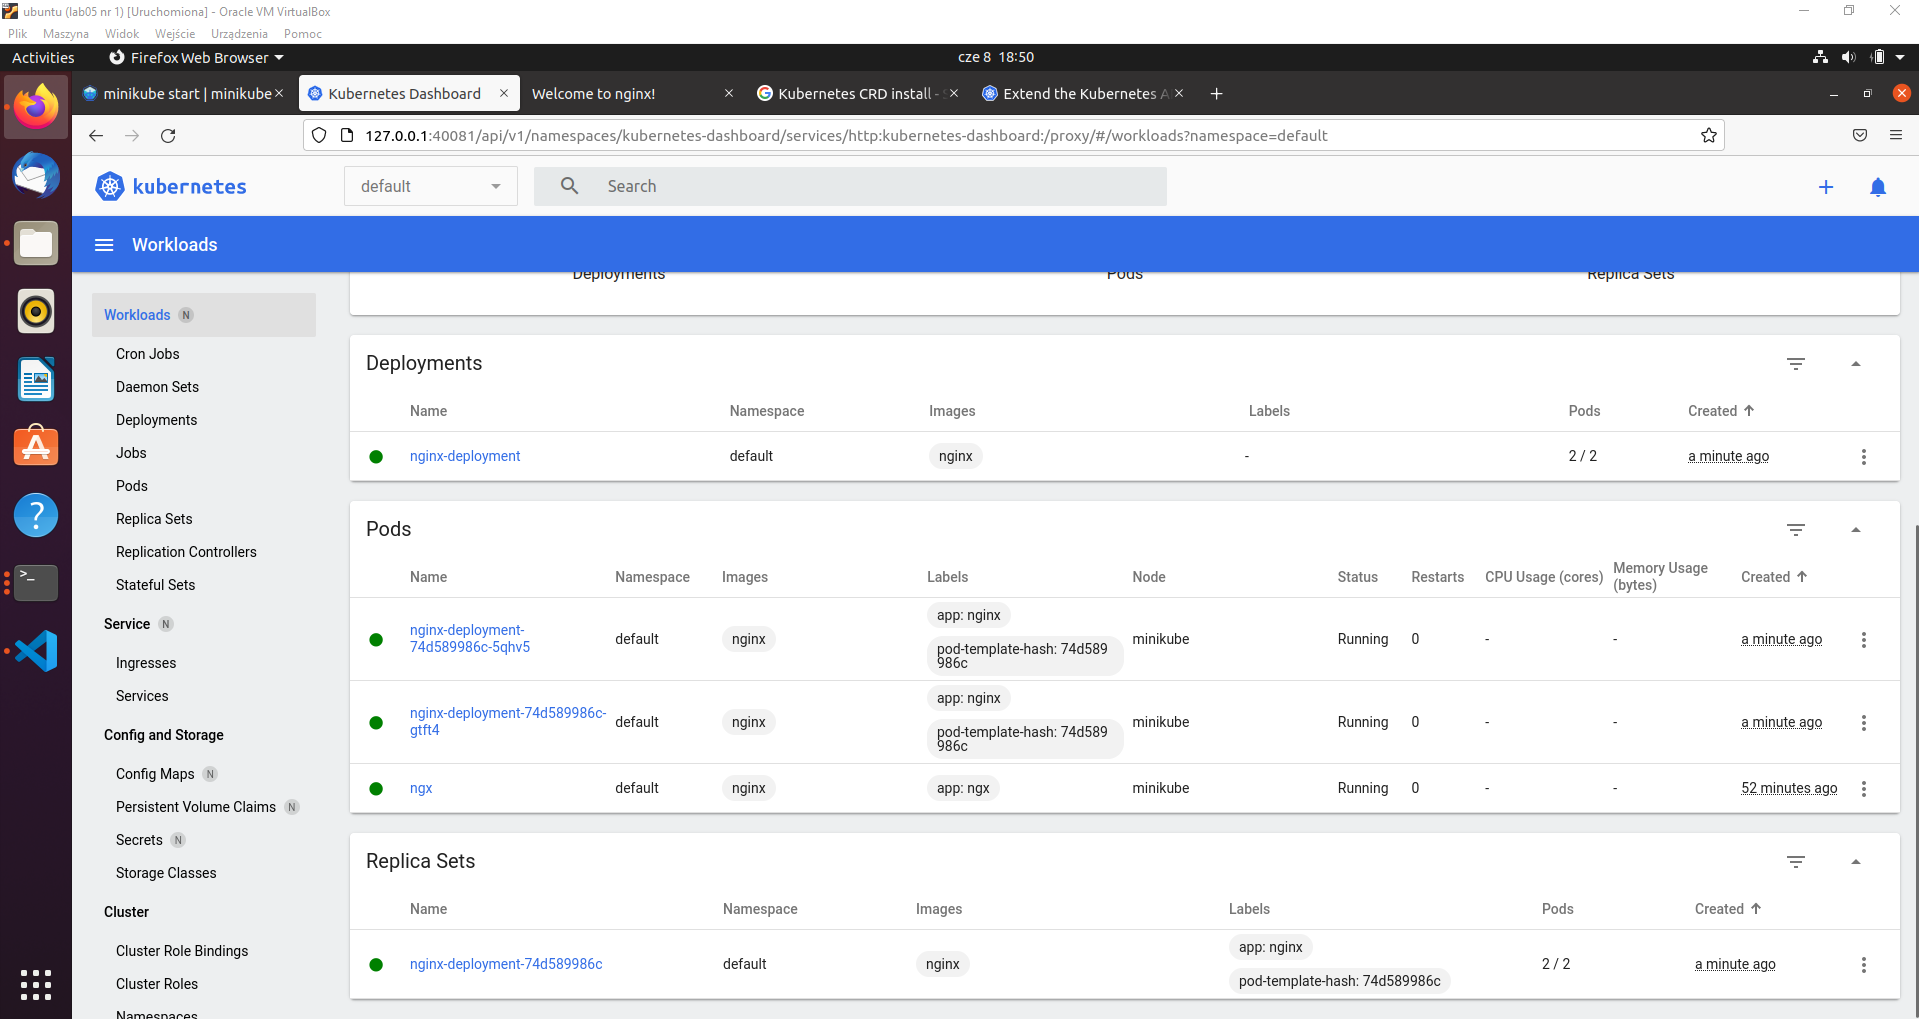 ubuntu (lab05 nr 1) [Uruchomiona] - Oracle VM VirtualBox
Plik Maszyna Widok Wejście Urządzenia Pomoc
Activities Firefox Web Browser cze 8 18:50
minikube start | minikube Kubernetes Dashboard Welcome to nginx! Kubernetes CRD install - S Extend the Kubernetes A
127.0.0.1:40081/api/v1/namespaces/kubernetes-dashboard/services/http:kubernetes-dashboard:/proxy/#/workloads?namespace=default
kubernetes default Search
Workloads
Deployments Pods Replica Sets
Workloads N
Cron Jobs
Daemon Sets
Deployments
Jobs
Pods
Replica Sets
Replication Controllers
Stateful Sets
Service N
Ingresses
Services
Config and Storage
Config Maps N
Persistent Volume Claims N
Secrets N
Storage Classes
Cluster
Cluster Role Bindings
Cluster Roles
Namespaces
Deployments
Name Namespace Images Labels Pods Created
nginx-deployment default nginx - 2 / 2 a minute ago
Pods
Name Namespace Images Labels Node Status Restarts CPU Usage (cores) Memory Usage (bytes) Created
nginx-deployment-74d589986c-5qhv5 default nginx app: nginx pod-template-hash: 74d589986c minikube Running 0 - - a minute ago
nginx-deployment-74d589986c-gtft4 default nginx app: nginx pod-template-hash: 74d589986c minikube Running 0 - - a minute ago
ngx default nginx app: ngx minikube Running 0 - - 52 minutes ago
Replica Sets
Name Namespace Images Labels Pods Created
nginx-deployment-74d589986c default nginx app: nginx pod-template-hash: 74d589986c 2 / 2 a minute ago